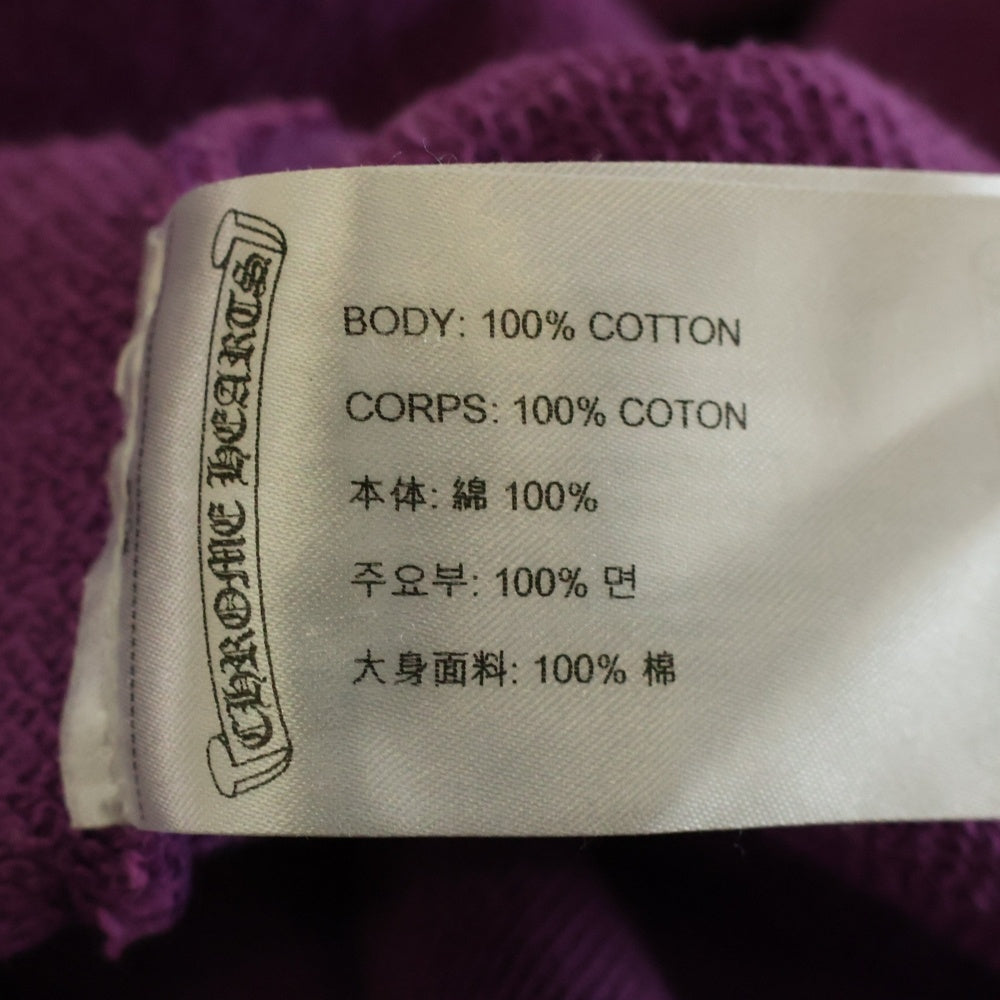 CHROME HEARTS
BODY: 100% COTTON
CORPS: 100% COTON
本体: 綿 100%
주요부: 100% 면
大身面料: 100% 棉